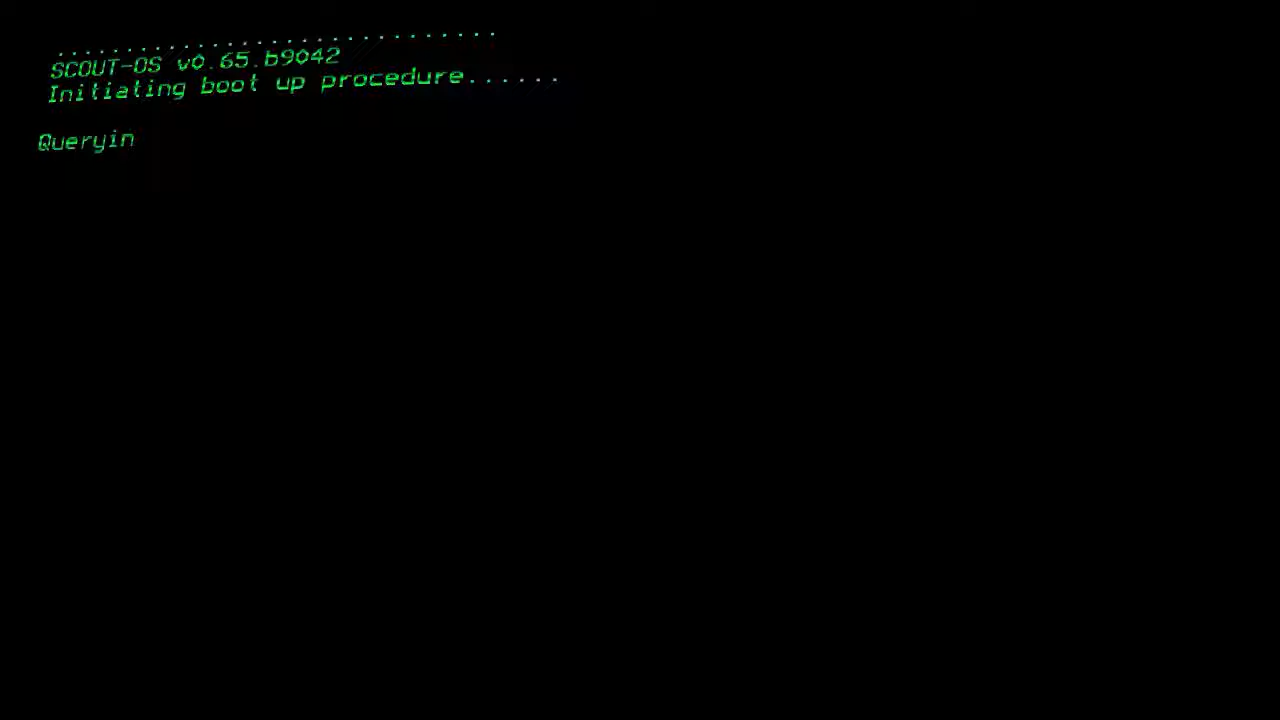 ..............................
SCOUT-OS v0.65.b9042
Initiating boot up procedure......
Queryin